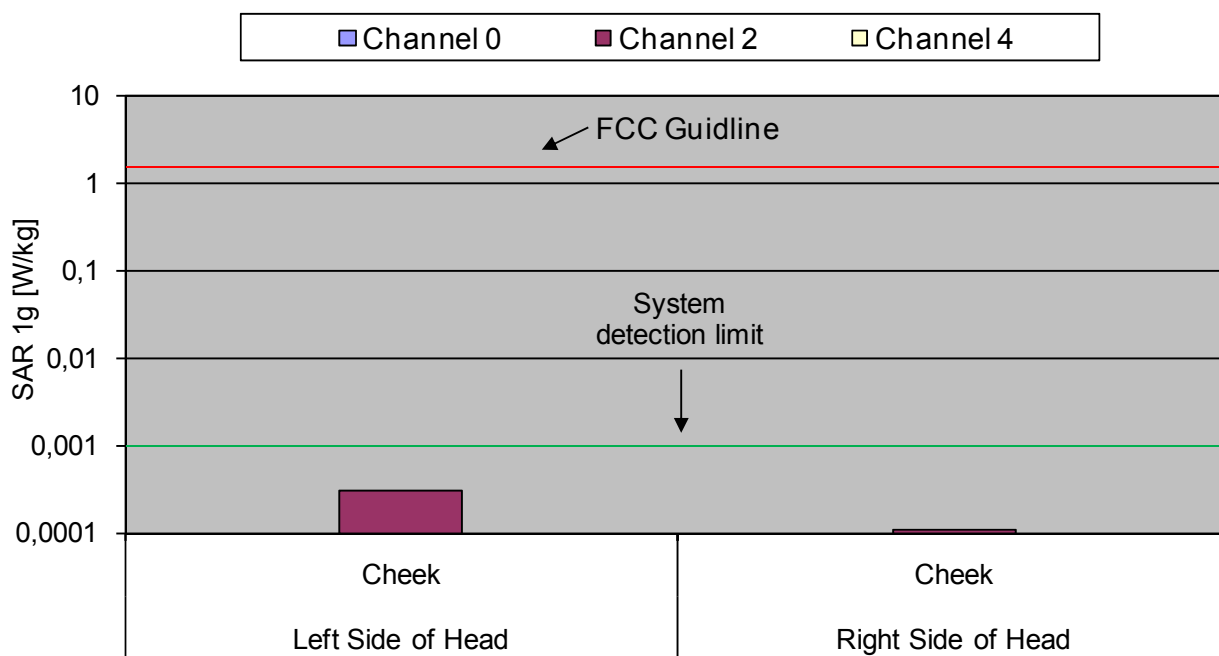 Channel 0 Channel 2 Channel 4
10
FCC Guidline
1
0,1
System
detection limit
0,01
0,001
0,0001
SAR 1g [W/kg]
Cheek Cheek
Left Side of Head Right Side of Head